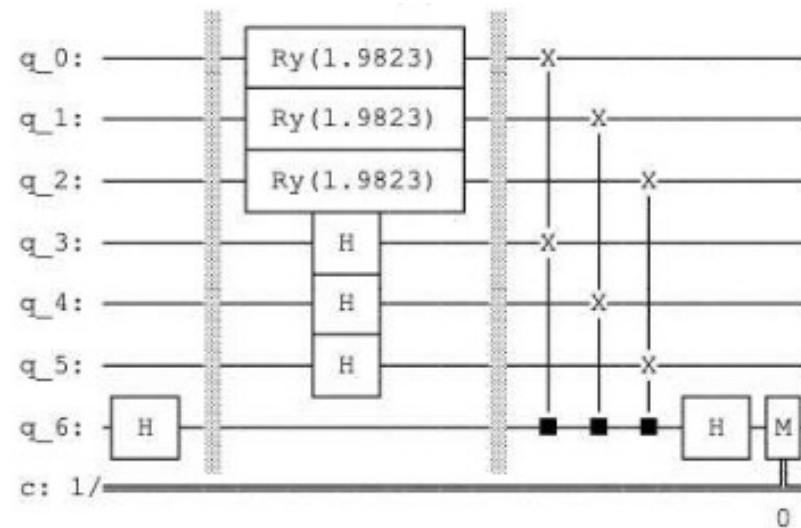 q_0: Ry(1.9823) X
q_1: Ry(1.9823) X
q_2: Ry(1.9823) X
q_3: H X
q_4: H X
q_5: H X
q_6: H H M
c: 1/
0